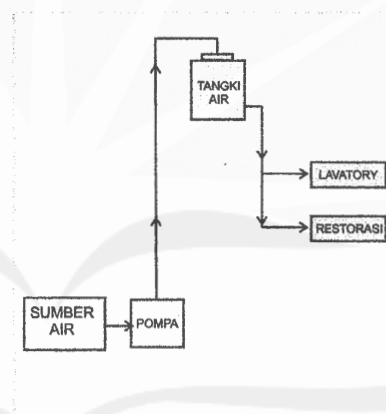 TANGKI
AIR
LAVATORY
RESTORASI
SUMBER
AIR
POMPA